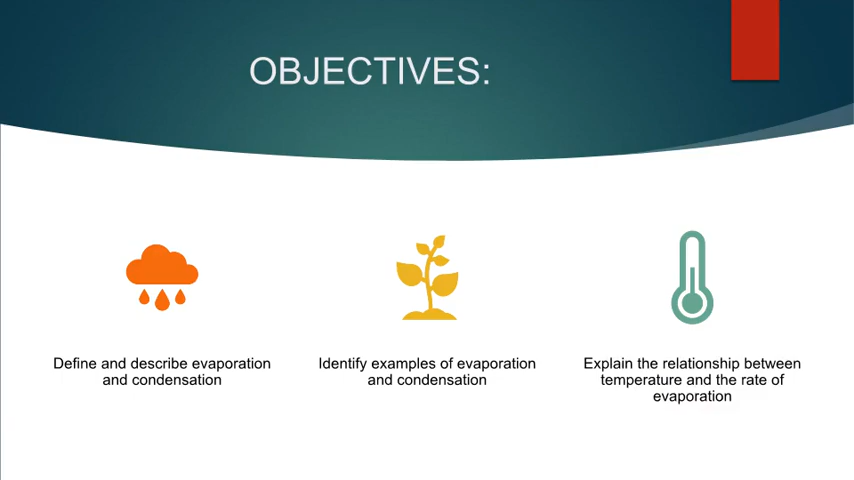 OBJECTIVES:
Define and describe evaporation
and condensation
Identify examples of evaporation
and condensation
Explain the relationship between
temperature and the rate of
evaporation